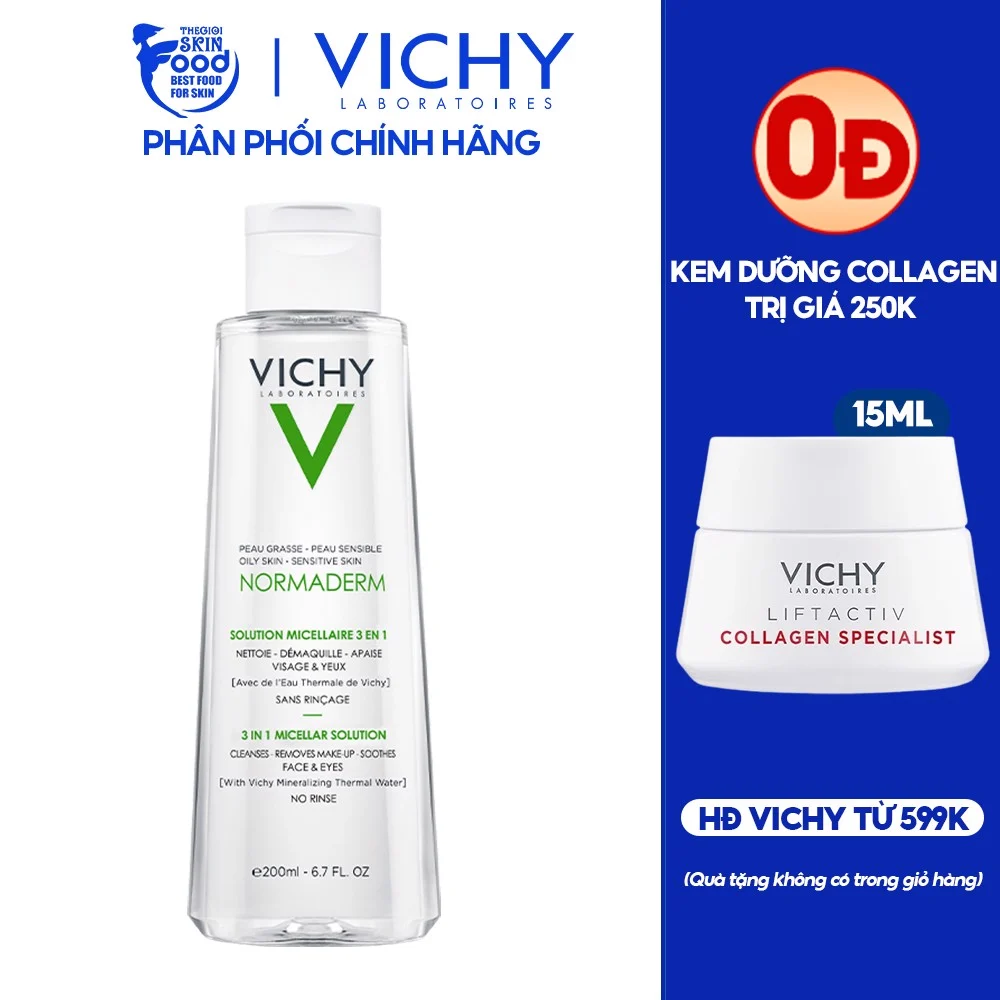 THEGIOI
SKIN
Food
BEST FOOD
FOR SKIN
VICHY
LABORATOIRES
PHÂN PHỐI CHÍNH HÃNG
VICHY
LABORATOIRES
V
PEAU GRASSE - PEAU SENSIBLE
OILY SKIN - SENSITIVE SKIN
NORMADERM
SOLUTION MICELLAIRE 3 EN 1
NETTOIE - DÉMAQUILLE - APAISE
VISAGE & YEUX
[Avec de l'Eau Thermale de Vichy]
SANS RINÇAGE
3 IN 1 MICELLAR SOLUTION
CLEANSES - REMOVES MAKE-UP - SOOTHES
FACE & EYES
[With Vichy Mineralizing Thermal Water]
NO RINSE
e200ml - 6.7 FL. OZ
0Đ
KEM DƯỠNG COLLAGEN
TRỊ GIÁ 250K
15ML
VICHY
LABORATOIRES
LIFTACTIV
COLLAGEN SPECIALIST
HĐ VICHY TỪ 599K
(Quà tặng không có trong giỏ hàng)